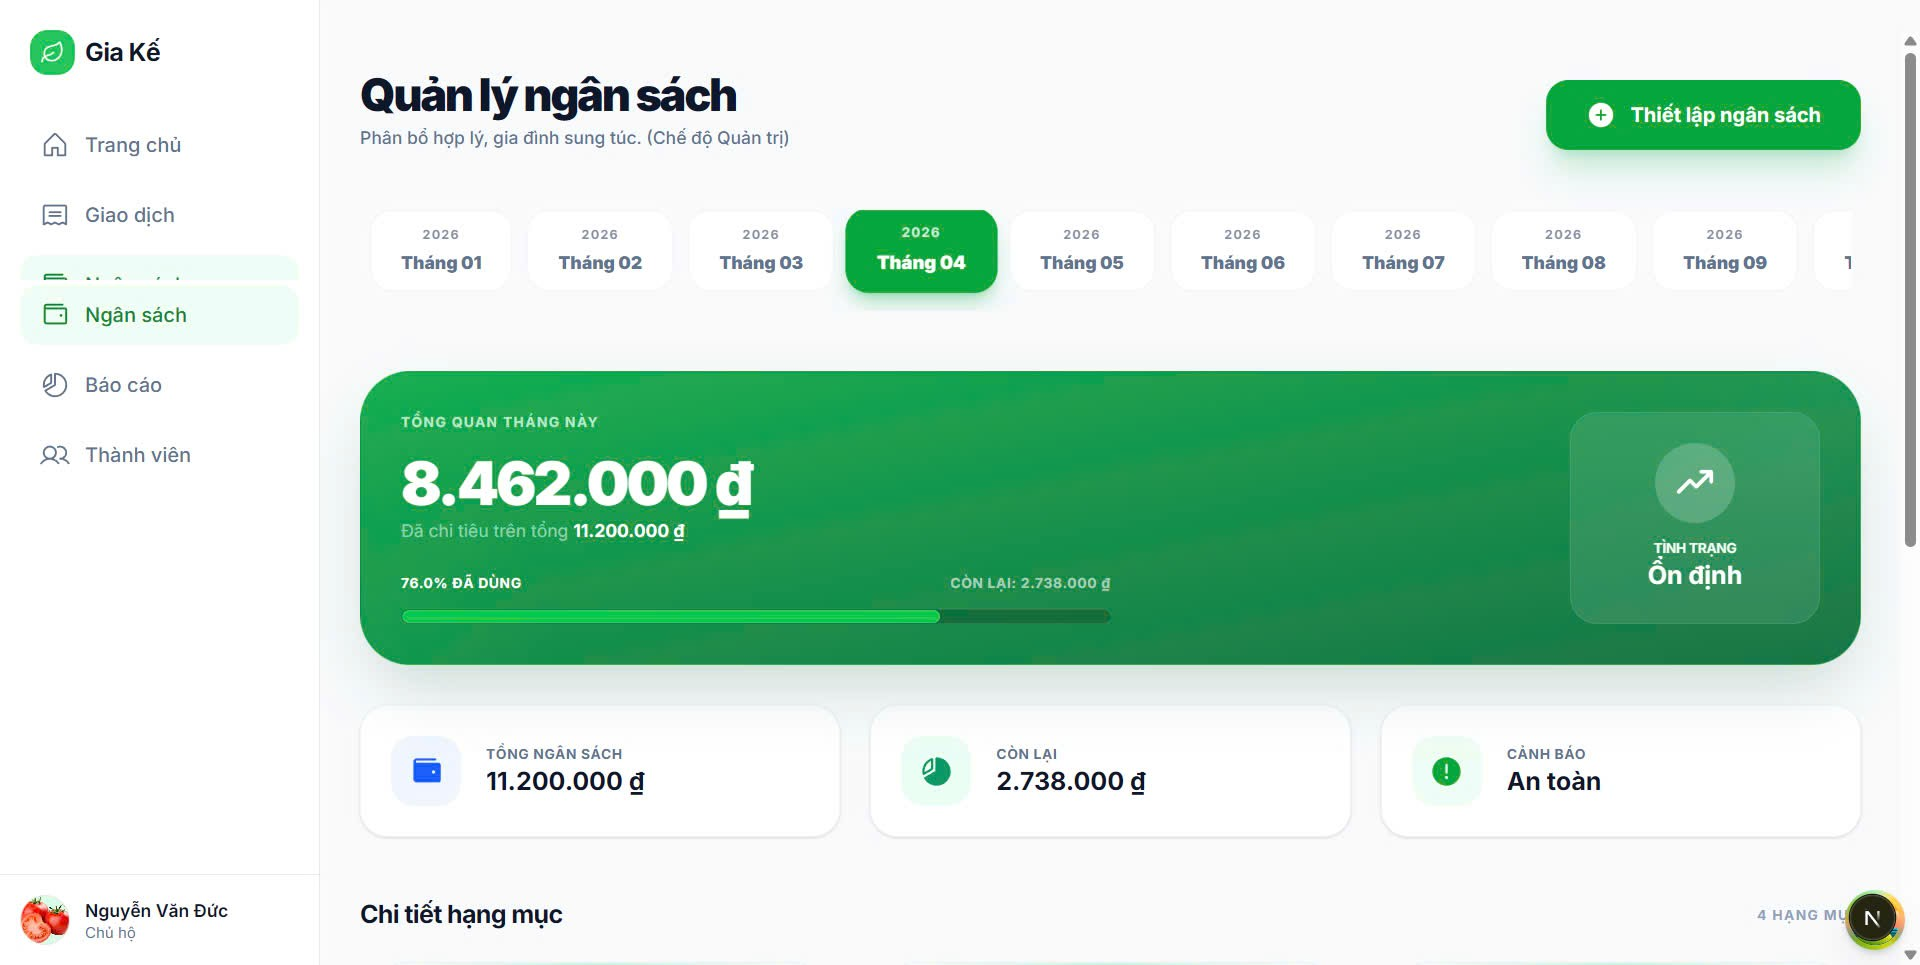 Gia Kế
Trang chủ
Giao dịch
Ngân sách
Báo cáo
Thành viên
Nguyễn Văn Đức
Chủ hộ
Quản lý ngân sách
Phân bổ hợp lý, gia đình sung túc. (Chế độ Quản trị)
Thiết lập ngân sách
2026
Tháng 01
2026
Tháng 02
2026
Tháng 03
2026
Tháng 04
2026
Tháng 05
2026
Tháng 06
2026
Tháng 07
2026
Tháng 08
2026
Tháng 09
TỔNG QUAN THÁNG NÀY
8.462.000 ₫
Đã chi tiêu trên tổng 11.200.000 ₫
76.0% ĐÃ DÙNG
CÒN LẠI: 2.738.000 ₫
TÌNH TRẠNG
Ổn định
TỔNG NGÂN SÁCH
11.200.000 ₫
CÒN LẠI
2.738.000 ₫
CẢNH BÁO
An toàn
Chi tiết hạng mục
4 HẠNG
N